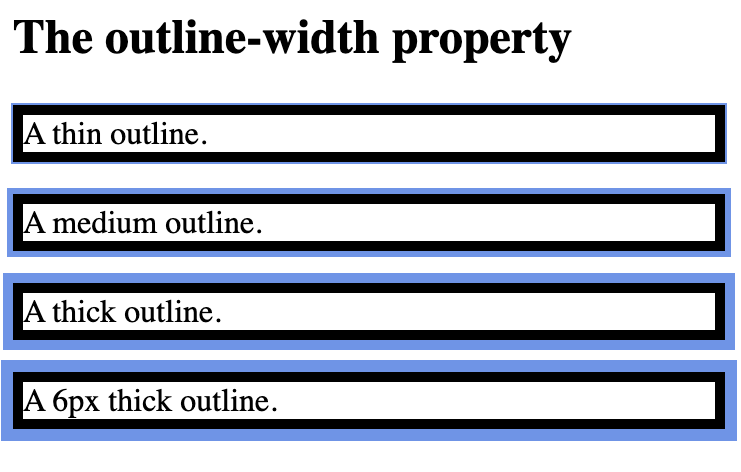 The outline-width property
A thin outline.
A medium outline.
A thick outline.
A 6px thick outline.